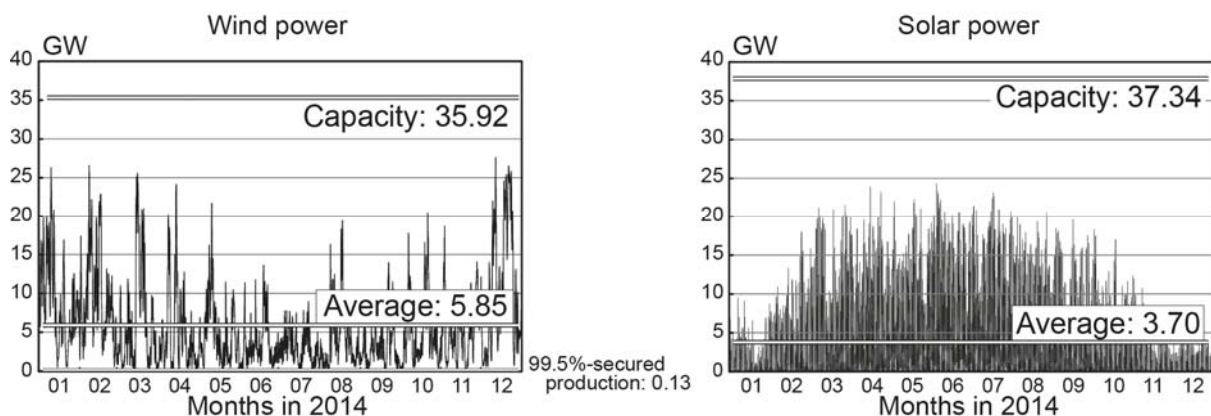 Wind power
GW
40
35
30
25
20
15
10
5
0
Capacity: 35.92
Average: 5.85
01 02 03 04 05 06 07 08 09 10 11 12
Months in 2014
99.5%-secured
production: 0.13
Solar power
GW
40
35
30
25
20
15
10
5
0
Capacity: 37.34
Average: 3.70
01 02 03 04 05 06 07 08 09 10 11 12
Months in 2014